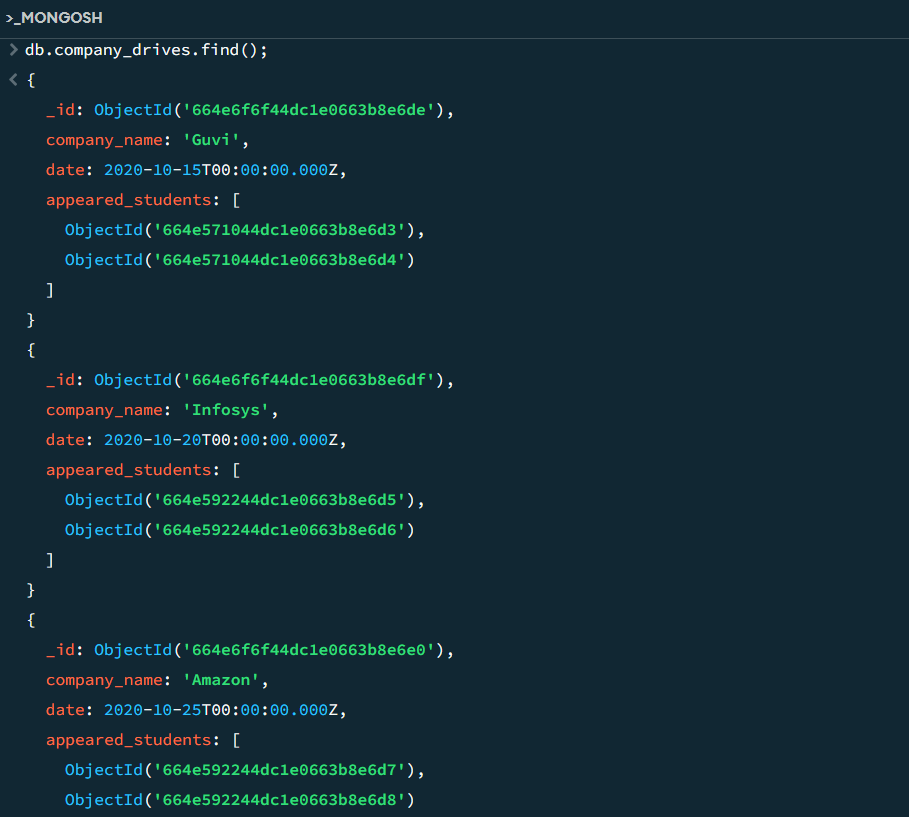 >_MONGOSH
> db.company_drives.find();
< {
_id: ObjectId('664e6f6f44dc1e0663b8e6de'),
company_name: 'Guvi',
date: 2020-10-15T00:00:00.000Z,
appeared_students: [
ObjectId('664e571044dc1e0663b8e6d3'),
ObjectId('664e571044dc1e0663b8e6d4')
]
}
{
_id: ObjectId('664e6f6f44dc1e0663b8e6df'),
company_name: 'Infosys',
date: 2020-10-20T00:00:00.000Z,
appeared_students: [
ObjectId('664e592244dc1e0663b8e6d5'),
ObjectId('664e592244dc1e0663b8e6d6')
]
}
{
_id: ObjectId('664e6f6f44dc1e0663b8e6e0'),
company_name: 'Amazon',
date: 2020-10-25T00:00:00.000Z,
appeared_students: [
ObjectId('664e592244dc1e0663b8e6d7'),
ObjectId('664e592244dc1e0663b8e6d8')